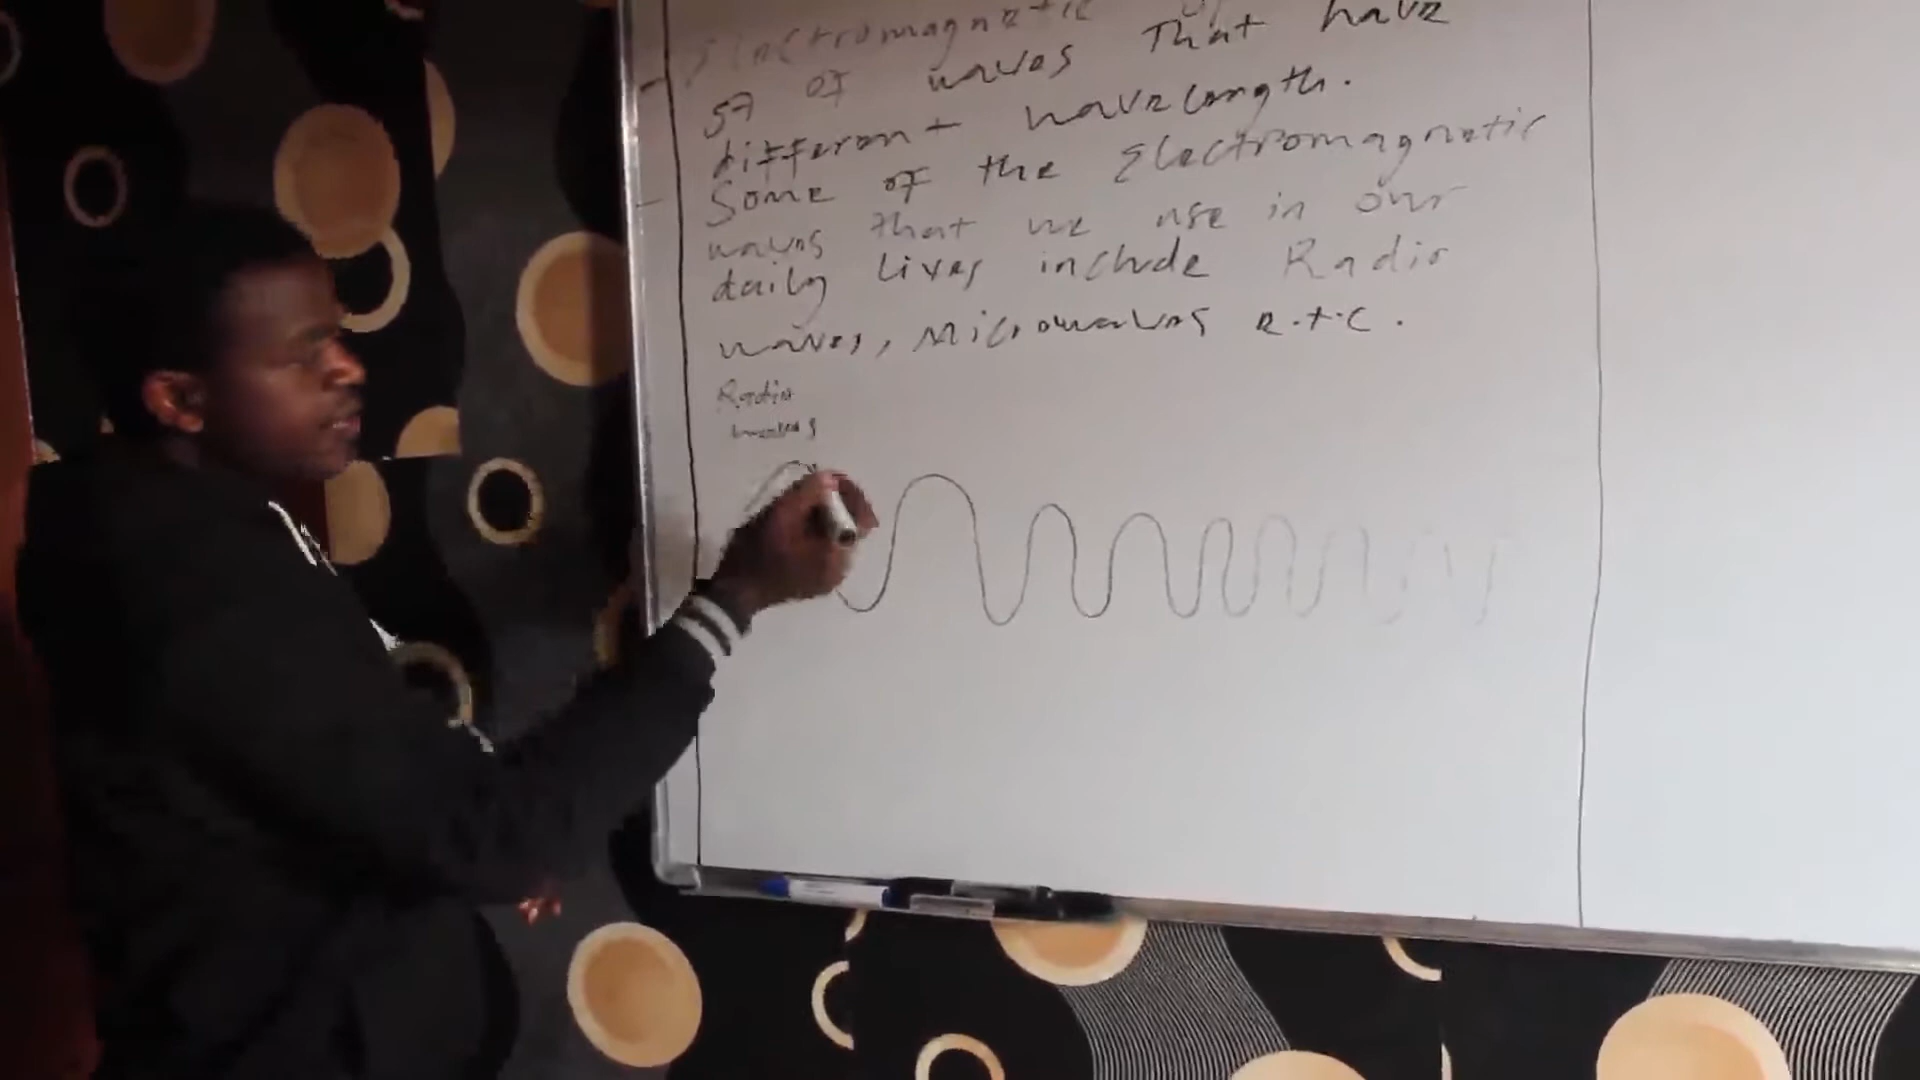 Electromagnetic
of waves That have
different wavelength.
Some of the Electromagnetic
waves that we use in our
daily lives include Radio
waves, Microwaves e.t.c.
Radio
waves